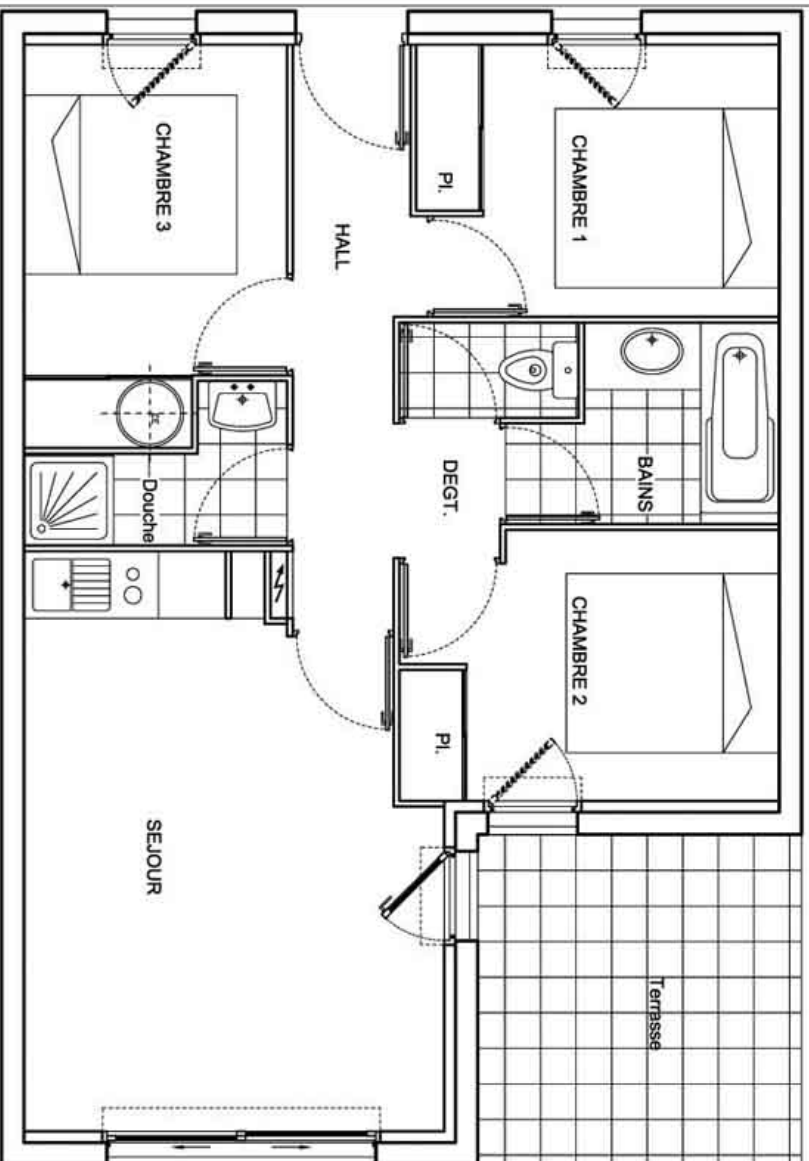 CHAMBRE 3
HALL
Pl.
CHAMBRE 1
Douche
DEGT.
BAINS
CHAMBRE 2
Pl.
SEJOUR
Terrasse